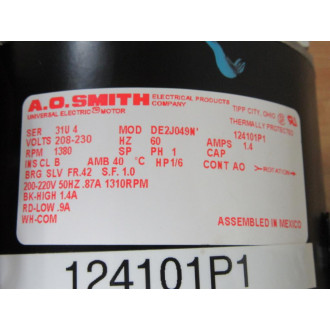 A.O.SMITH ELECTRICAL PRODUCTS COMPANY TIPP CITY, OHIO
UNIVERSAL ELECTRIC MOTOR THERMALLY PROTECTED
SER 31U 4 MOD DE2J049N 124101P1
VOLTS 208-230 HZ 60 AMPS 1.4
RPM 1380 SP PH 1 CAP
INS CL B AMB 40 °C HP1/6 CONT AO
BRG SLV FR.42 S.F. 1.0
200-220V 50HZ .87A 1310RPM
BK-HIGH 1.4A
RD-LOW .9A
WH-COM
ASSEMBLED IN MEXICO
124101P1